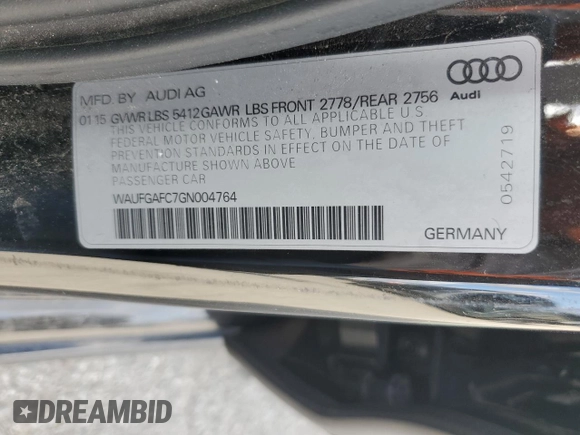 MFD. BY AUDI AG
01 15 GVWR LBS 5412 GAWR LBS FRONT 2778/REAR 2756
THIS VEHICLE CONFORMS TO ALL APPLICABLE U S
FEDERAL MOTOR VEHICLE SAFETY, BUMPER AND THEFT
PREVENTION STANDARDS IN EFFECT ON THE DATE OF
MANUFACTURE SHOWN ABOVE
PASSENGER CAR
WAUFGAFC7GN004764
GERMANY
Audi
0542719
DREAMBID